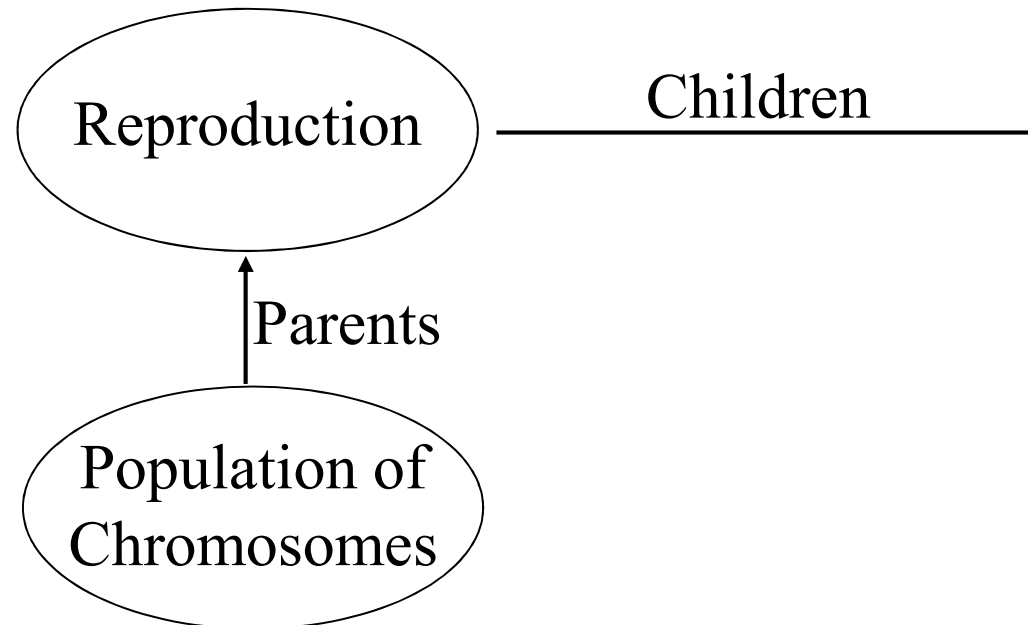 Reproduction
Children
Parents
Population of
Chromosomes